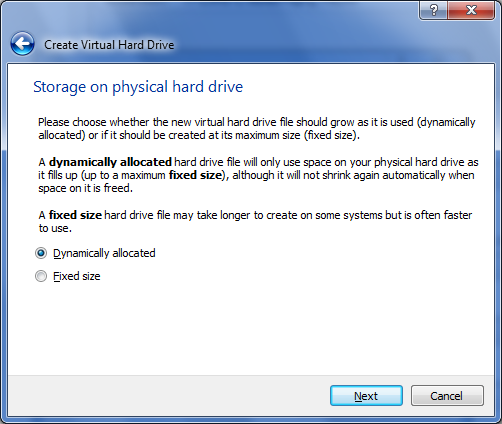 ?
Create Virtual Hard Drive
Storage on physical hard drive
Please choose whether the new virtual hard drive file should grow as it is used (dynamically
allocated) or if it should be created at its maximum size (fixed size).
A dynamically allocated hard drive file will only use space on your physical hard drive as
it fills up (up to a maximum fixed size), although it will not shrink again automatically when
space on it is freed.
A fixed size hard drive file may take longer to create on some systems but is often faster
to use.
Dynamically allocated
Fixed size
Next
Cancel